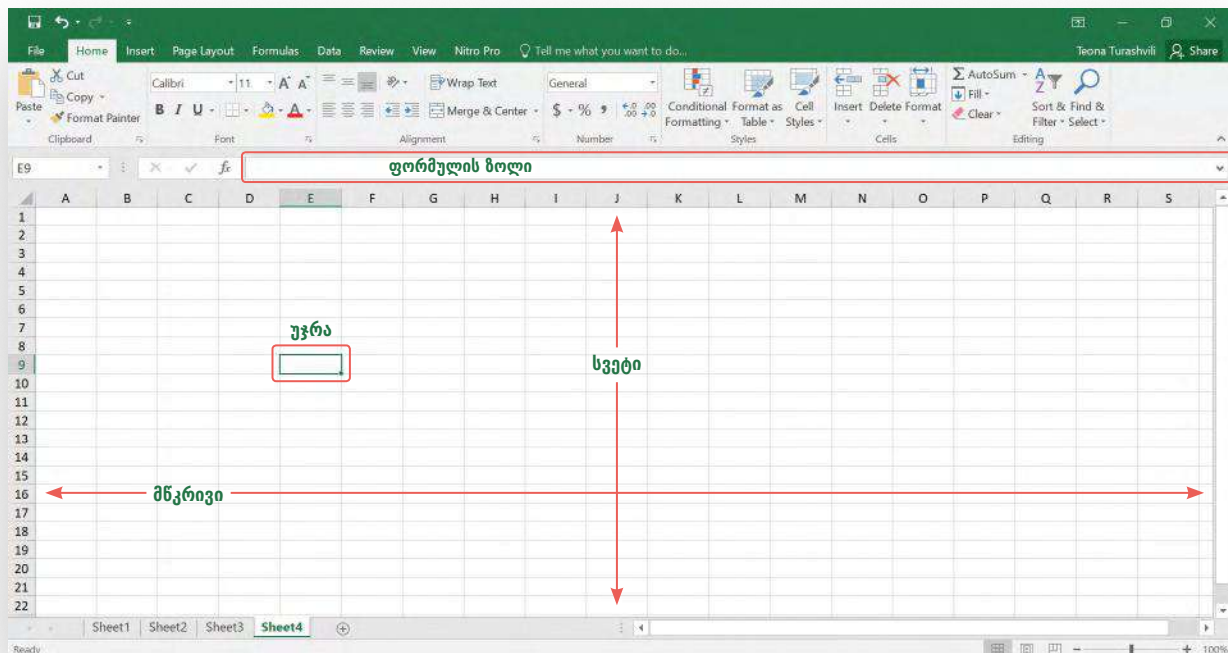 File Home Insert Page Layout Formulas Data Review View Nitro Pro Tell me what you want to do... Teona Turashvili Share
Cut
Copy
Format Painter
Paste
Calibri 11 A A
B I U A
Wrap Text
Merge & Center
General
$ % , .0 .00 .00 .0
Conditional Formatting
Format as Table
Cell Styles
Insert Delete Format
Σ AutoSum
Fill
Clear
Sort & Filter
Find & Select
Clipboard Font Alignment Number Styles Cells Editing
E9 fx ფორმულის ზოლი
A B C D E F G H I J K L M N O P Q R S
1
2
3
4
5
6
7
უჯრა
8
9
სვეტი
10
11
12
13
14
15
16 მწკრივი
17
18
19
20
21
22
Sheet1 Sheet2 Sheet3 Sheet4
Ready 100%